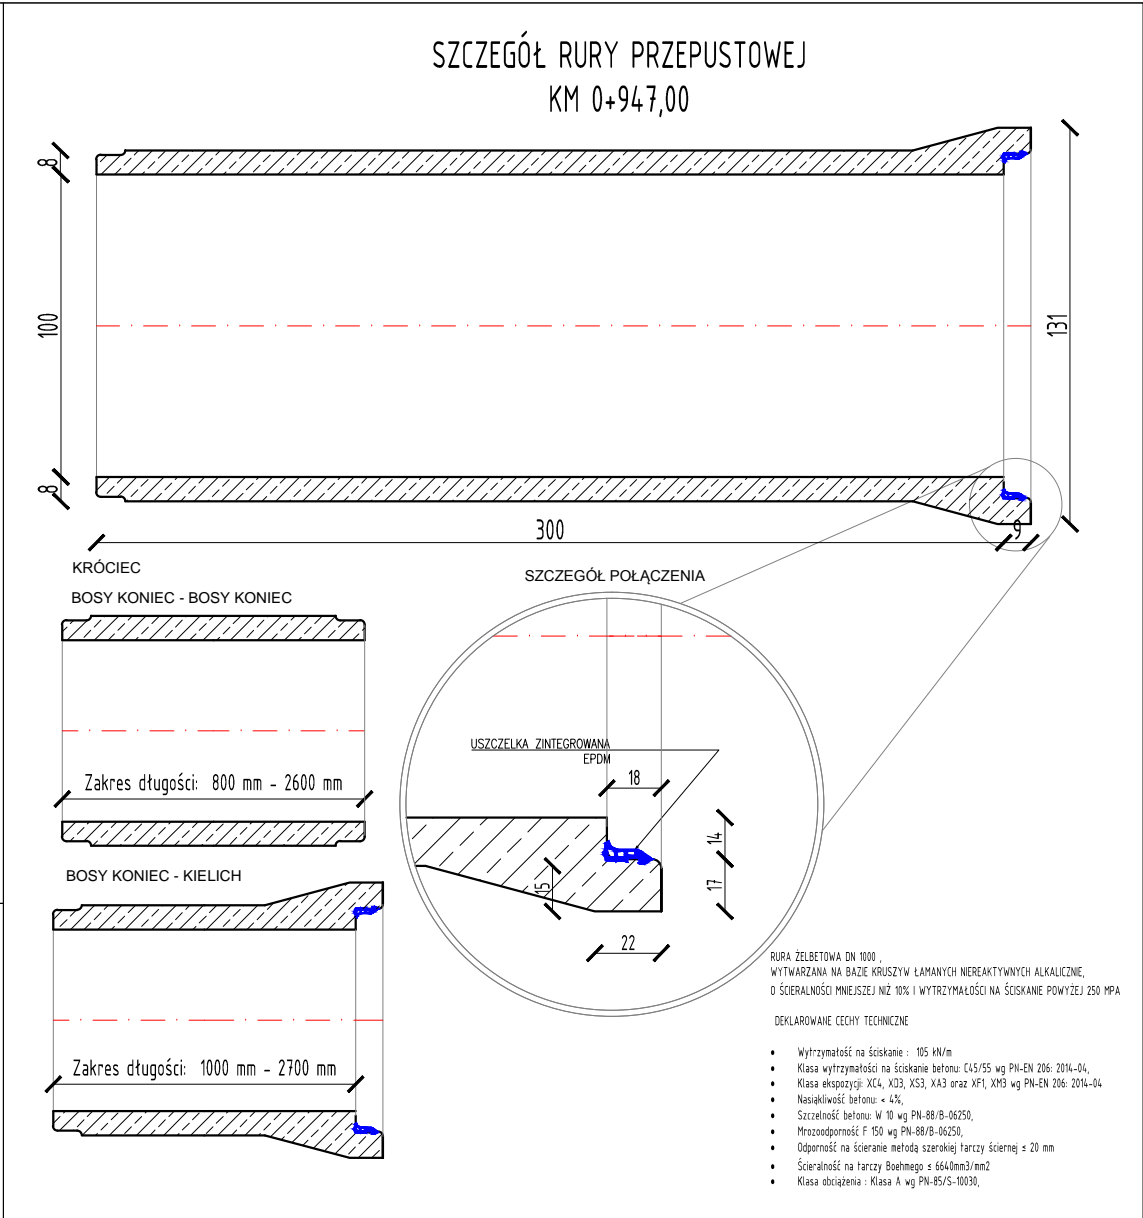 SZCZEGÓŁ RURY PRZEPUSTOWEJ
KM 0+947,00
8
100
8
131
300
9
KRÓCIEC
BOSY KONIEC - BOSY KONIEC
Zakres długości: 800 mm - 2600 mm
BOSY KONIEC - KIELICH
Zakres długości: 1000 mm - 2700 mm
SZCZEGÓŁ POŁĄCZENIA
USZCZELKA ZINTEGROWANA
EPDM
18
14
17
15
22
RURA ŻELBETOWA DN 1000 ,
WYTWARZANA NA BAZIE KRUSZYW ŁAMANYCH NIEREAKTYWNYCH ALKALICZNIE,
O ŚCIERALNOŚCI MNIEJSZEJ NIŻ 10% I WYTRZYMAŁOŚCI NA ŚCISKANIE POWYŻEJ 250 MPA
DEKLAROWANE CECHY TECHNICZNE
• Wytrzymałość na ściskanie : 105 kN/m
• Klasa wytrzymałości na ściskanie betonu: C45/55 wg PN-EN 206: 2014-04,
• Klasa ekspozycji: XC4, XD3, XS3, XA3 oraz XF1, XM3 wg PN-EN 206: 2014-04
• Nasiąkliwość betonu: < 4%,
• Szczelność betonu: W 10 wg PN-88/B-06250,
• Mrozoodporność F 150 wg PN-88/B-06250,
• Odporność na ścieranie metodą szerokiej tarczy ściernej ≤ 20 mm
• Ścieralność na tarczy Boehmego ≤ 6640mm3/mm2
• Klasa obciążenia : Klasa A wg PN-85/S-10030,